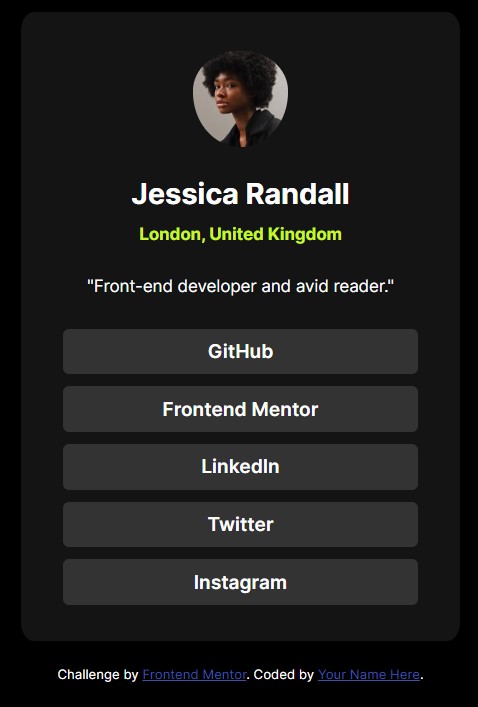 Jessica Randall
London, United Kingdom
"Front-end developer and avid reader."
GitHub
Frontend Mentor
LinkedIn
Twitter
Instagram
Challenge by Frontend Mentor. Coded by Your Name Here.